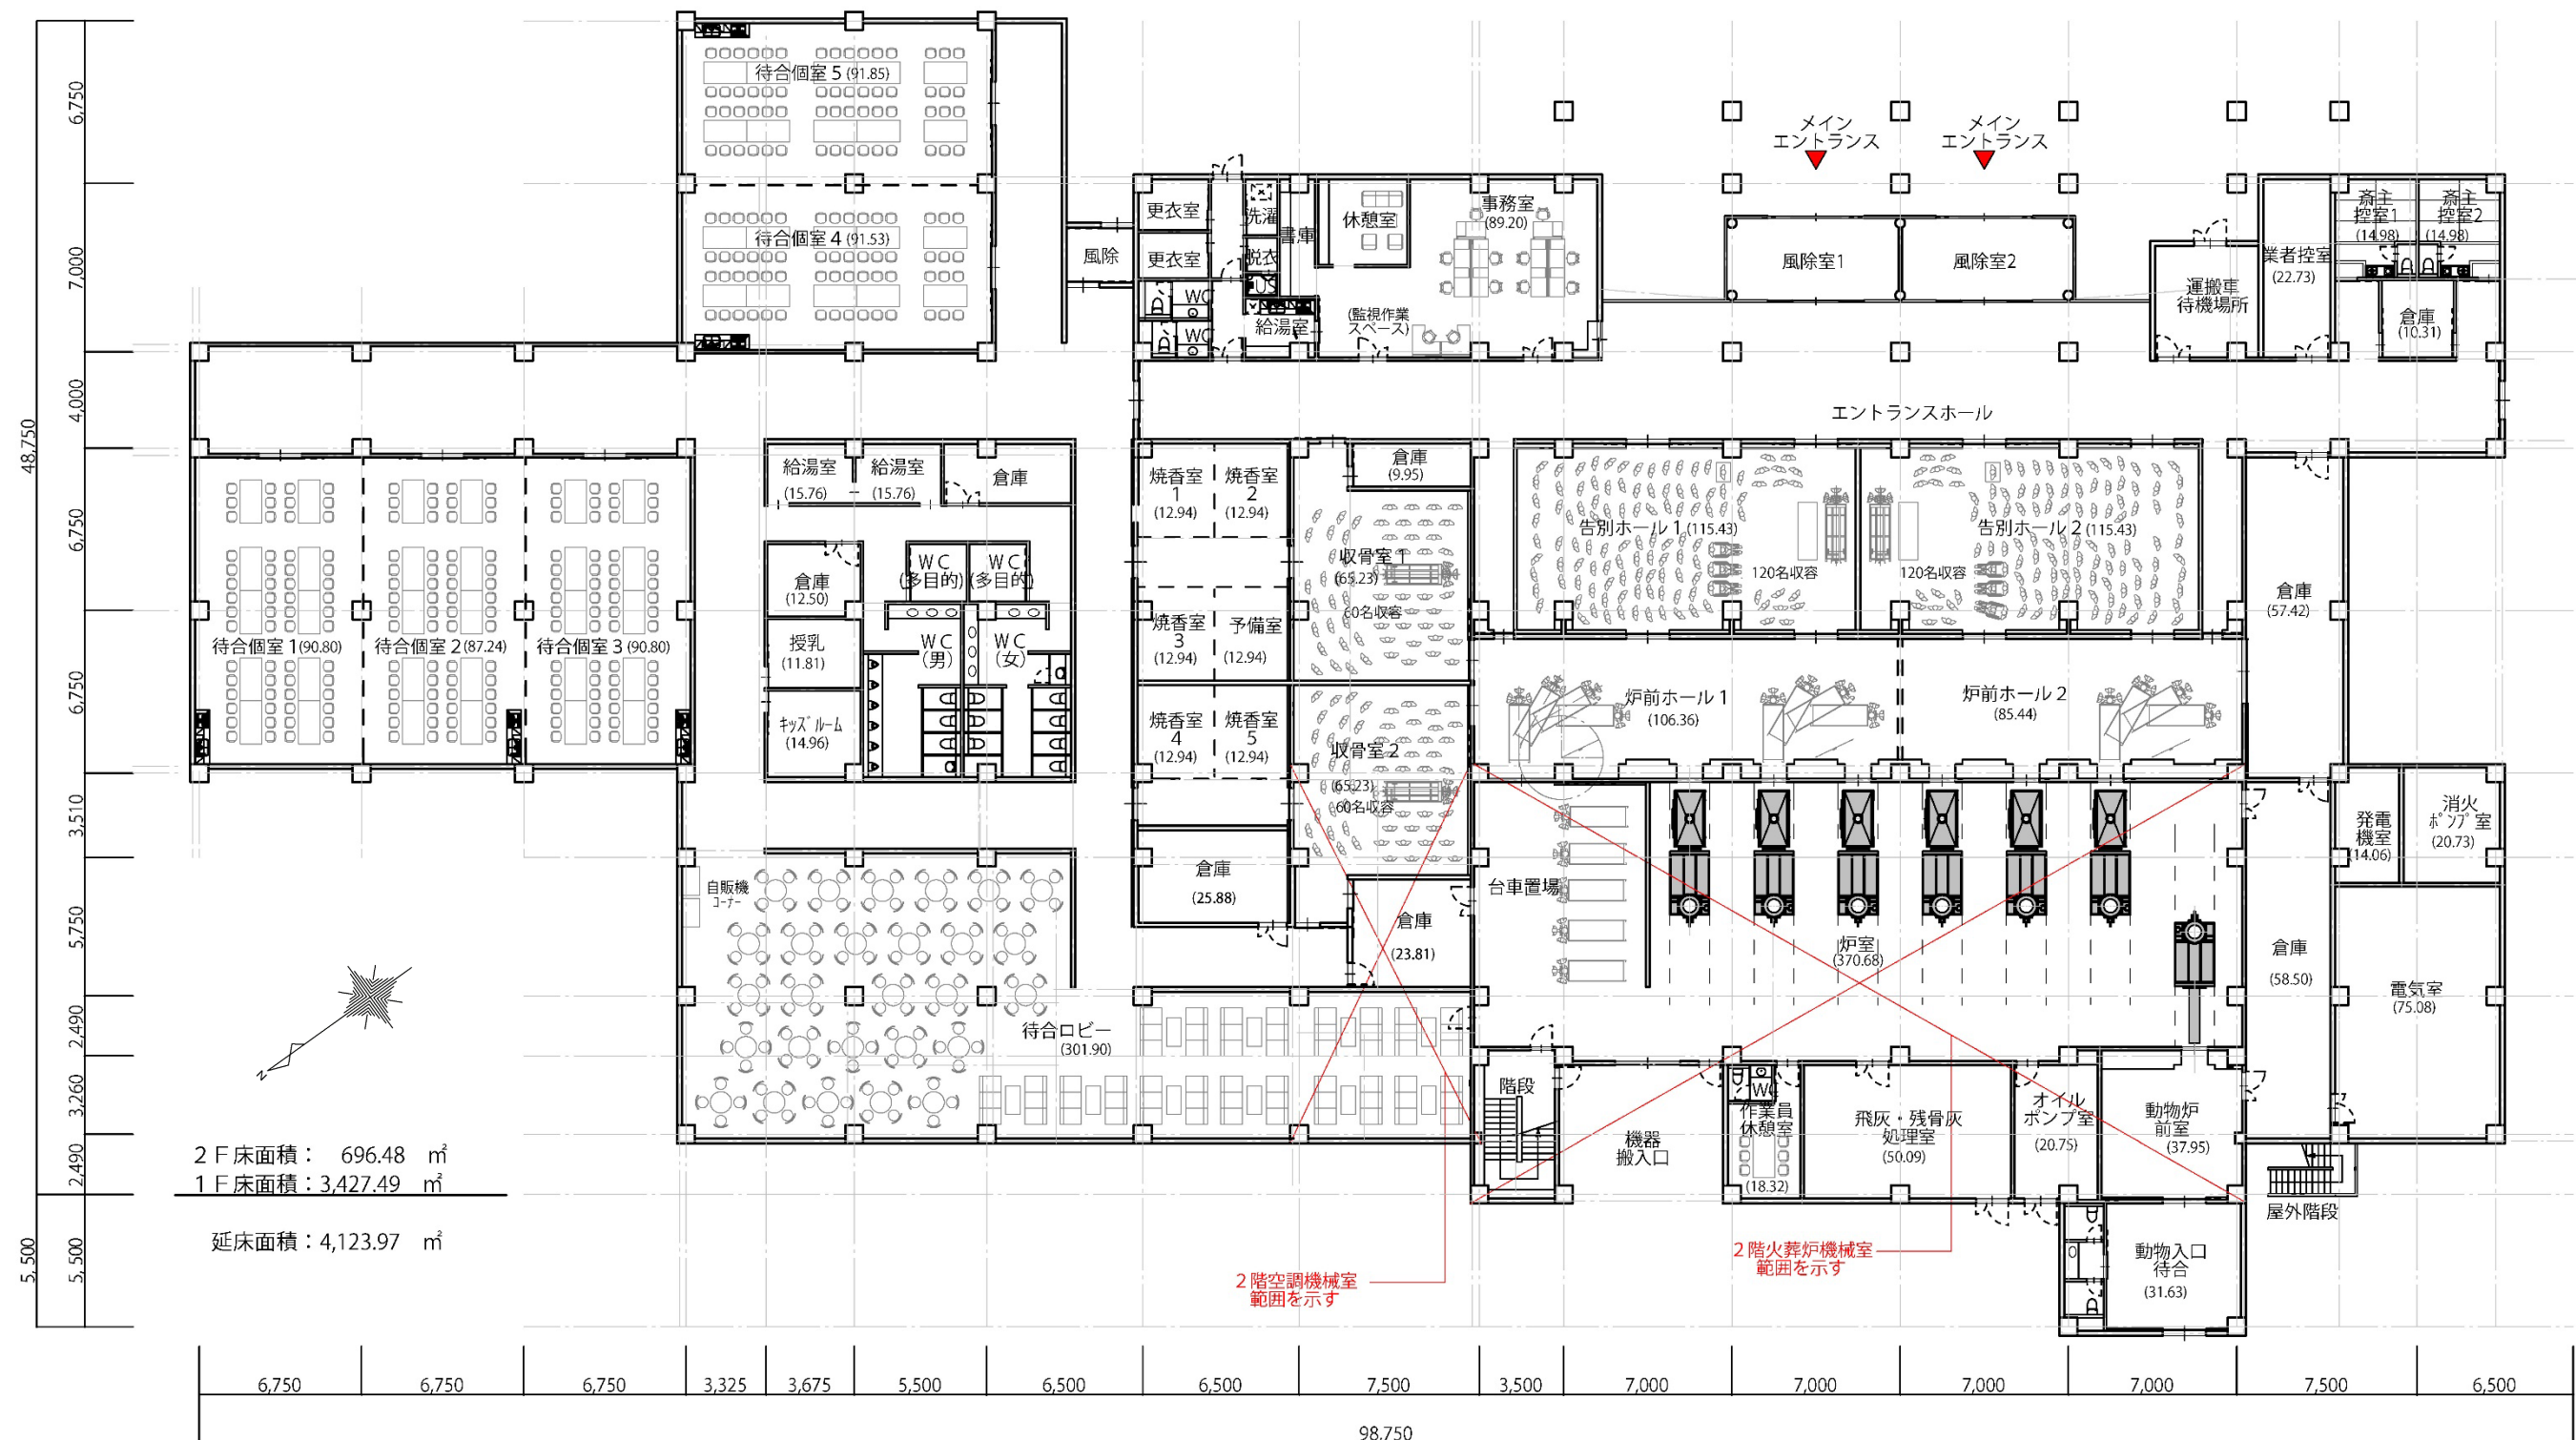 待合個室５(91.85)
待合個室４(91.53)
風除
更衣室
更衣室
WC
WC
洗濯
脱衣
US
給湯室
書庫
休憩室
事務室
(89.20)
(監視作業
スペース)
メイン
エントランス
メイン
エントランス
風除室1
風除室2
運搬車
待機場所
業者控室
(22.73)
斎主
控室1
(14.98)
斎主
控室2
(14.98)
倉庫
(10.31)
エントランスホール
待合個室１(90.80)
待合個室２(87.24)
待合個室３(90.80)
給湯室
(15.76)
給湯室
(15.76)
倉庫
倉庫
(12.50)
ＷＣ
(多目的)
ＷＣ
(多目的)
授乳
(11.81)
ＷＣ
(男)
ＷＣ
(女)
キッズルーム
(14.96)
焼香室
1
(12.94)
焼香室
2
(12.94)
焼香室
3
(12.94)
予備室
(12.94)
焼香室
4
(12.94)
焼香室
5
(12.94)
倉庫
(9.95)
収骨室１
(65.23)
60名収容
収骨室２
(65.23)
60名収容
告別ホール１(115.43)
120名収容
告別ホール２(115.43)
120名収容
倉庫
(57.42)
炉前ホール１
(106.36)
炉前ホール２
(85.44)
倉庫
(25.88)
倉庫
(23.81)
台車置場
炉室
(370.68)
発電
機室
(14.06)
消火
ポンプ室
(20.73)
倉庫
(58.50)
電気室
(75.08)
自販機
コーナー
待合ロビー
(301.90)
階段
機器
搬入口
WC
作業員
休憩室
(18.32)
飛灰・残骨灰
処理室
(50.09)
オイル
ポンプ室
(20.75)
動物炉
前室
(37.95)
屋外階段
動物入口
待合
(31.63)
２階空調機械室
範囲を示す
２階火葬炉機械室
範囲を示す
N
２Ｆ床面積： 696.48 ㎡
１Ｆ床面積：3,427.49 ㎡
延床面積：4,123.97 ㎡
48,750
5,500
6,750
7,000
4,000
6,750
6,750
3,510
5,750
2,490
3,260
2,490
5,500
6,750
6,750
6,750
3,325
3,675
5,500
6,500
6,500
7,500
3,500
7,000
7,000
7,000
7,000
7,500
6,500
98,750